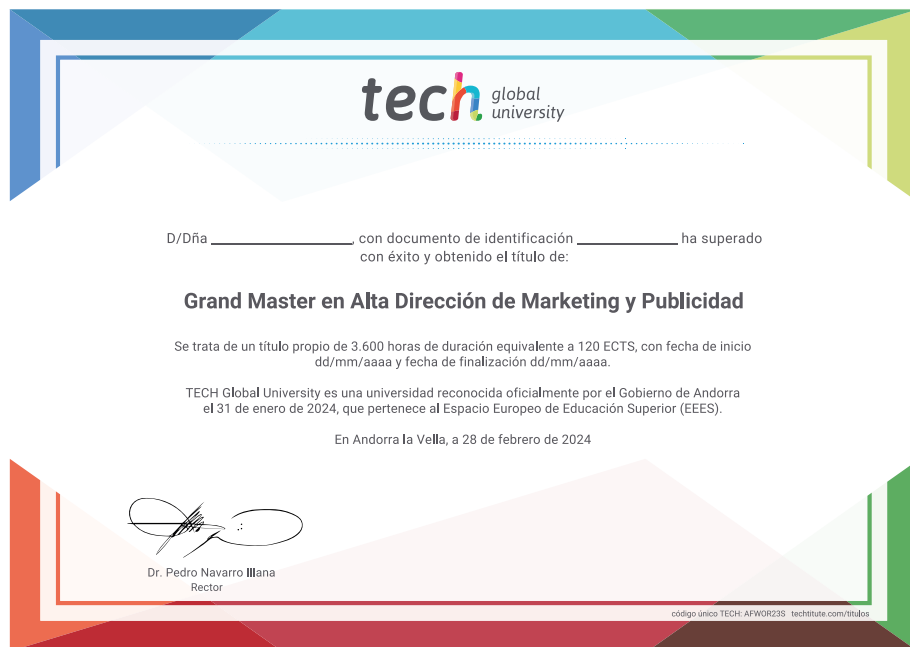 tech global university
D/Dña ____________________, con documento de identificación ______________ ha superado
con éxito y obtenido el título de:
Grand Master en Alta Dirección de Marketing y Publicidad
Se trata de un título propio de 3.600 horas de duración equivalente a 120 ECTS, con fecha de inicio
dd/mm/aaaa y fecha de finalización dd/mm/aaaa.
TECH Global University es una universidad reconocida oficialmente por el Gobierno de Andorra
el 31 de enero de 2024, que pertenece al Espacio Europeo de Educación Superior (EEES).
En Andorra la Vella, a 28 de febrero de 2024
Dr. Pedro Navarro Illana
Rector
código único TECH: AFWOR23S techtitute.com/titulos